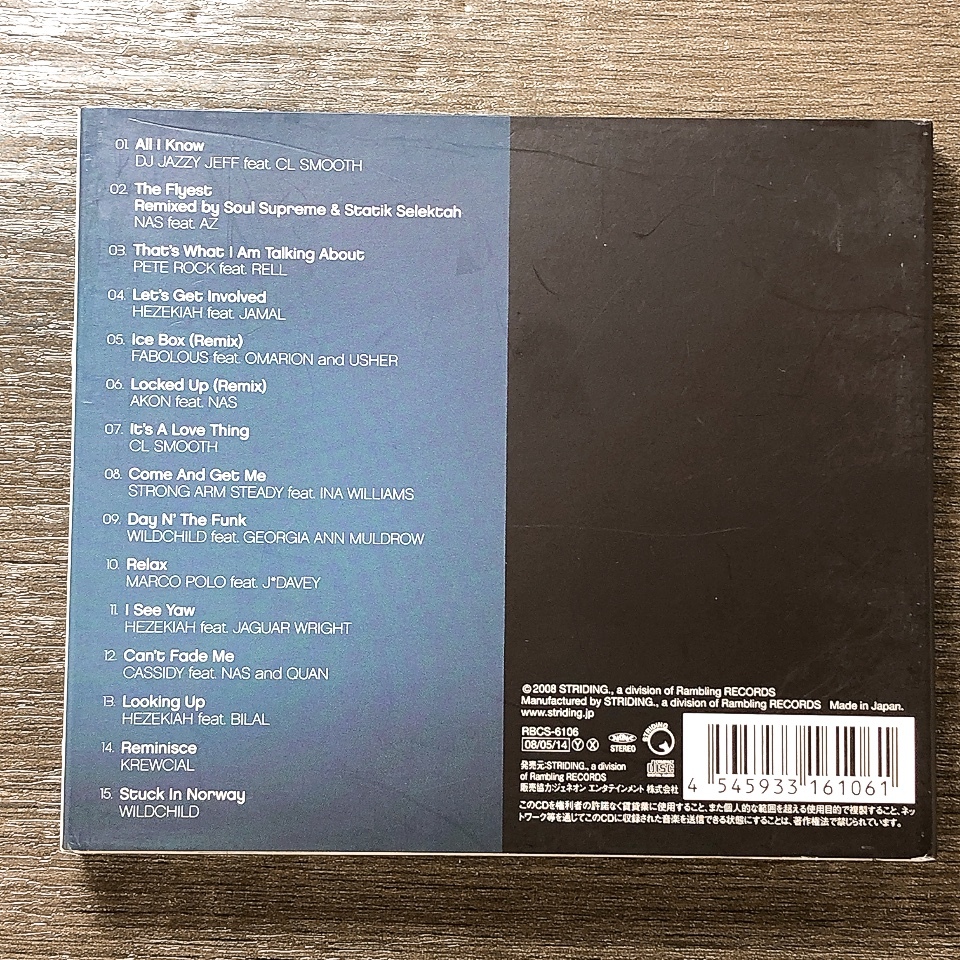 01. All I Know
DJ JAZZY JEFF feat. CL SMOOTH
02. The Flyest
Remixed by Soul Supreme & Statik Selektah
NAS feat. AZ
03. That's What I Am Talking About
PETE ROCK feat. RELL
04. Let's Get Involved
HEZEKIAH feat. JAMAL
05. Ice Box (Remix)
FABOLOUS feat. OMARION and USHER
06. Locked Up (Remix)
AKON feat. NAS
07. It's A Love Thing
CL SMOOTH
08. Come And Get Me
STRONG ARM STEADY feat. INA WILLIAMS
09. Day N' The Funk
WILDCHILD feat. GEORGIA ANN MULDROW
10. Relax
MARCO POLO feat. J*DAVEY
11. I See Yaw
HEZEKIAH feat. JAGUAR WRIGHT
12. Can't Fade Me
CASSIDY feat. NAS and QUAN
13. Looking Up
HEZEKIAH feat. BILAL
14. Reminisce
KREWCIAL
15. Stuck In Norway
WILDCHILD
©2008 STRIDING., a division of Rambling RECORDS
Manufactured by STRIDING., a division of Rambling RECORDS Made in Japan.
www.striding.jp
RBCS-6106
08/05/14 Y X
STEREO
STRIDING
発売元:STRIDING., a division
of Rambling RECORDS
販売協力:ジェネオン エンタテインメント 株式会社
disc
4 545933 161061
このCDを権利者の許諾なく賃貸業に使用すること、また個人的な範囲を超える使用目的で複製すること、ネッ
トワーク等を通じてこのCDに収録された音楽を送信できる状態にすることは、著作権法で禁じられています。